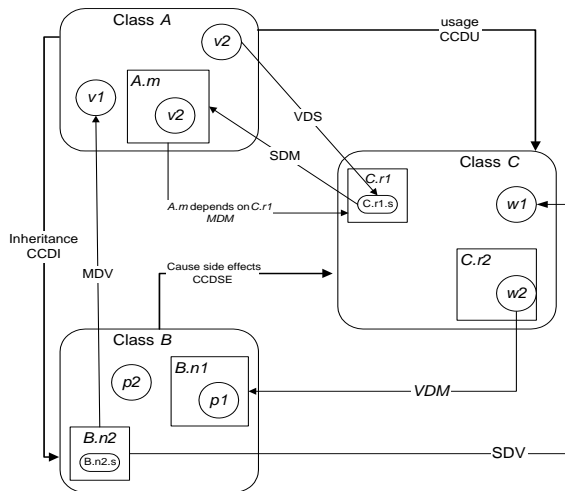 Class A
v2
usage
CCDU
v1
A.m
v2
VDS
SDM
Class C
C.r1
C.r1.s
w1
A.m depends on C.r1
MDM
Inheritance
CCDI
MDV
Cause side effects
CCDSE
C.r2
w2
Class B
p2
B.n1
p1
VDM
B.n2
B.n2.s
SDV